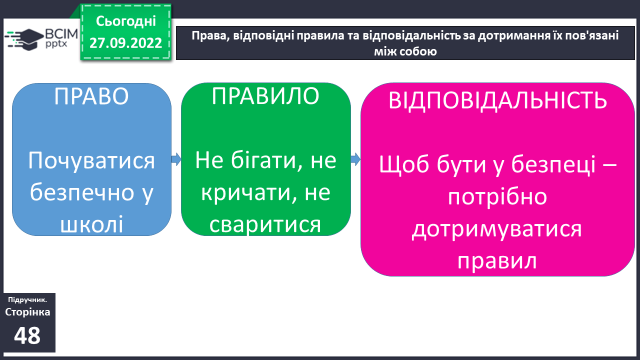 ВСІМ
pptx
Сьогодні
27.09.2022
Права, відповідні правила та відповідальність за дотримання їх пов'язані
між собою
ПРАВО
Почуватися
безпечно у
школі
ПРАВИЛО
Не бігати, не
кричати, не
сваритися
ВІДПОВІДАЛЬНІСТЬ
Щоб бути у безпеці –
потрібно
дотримуватися
правил
Підручник.
Сторінка
48